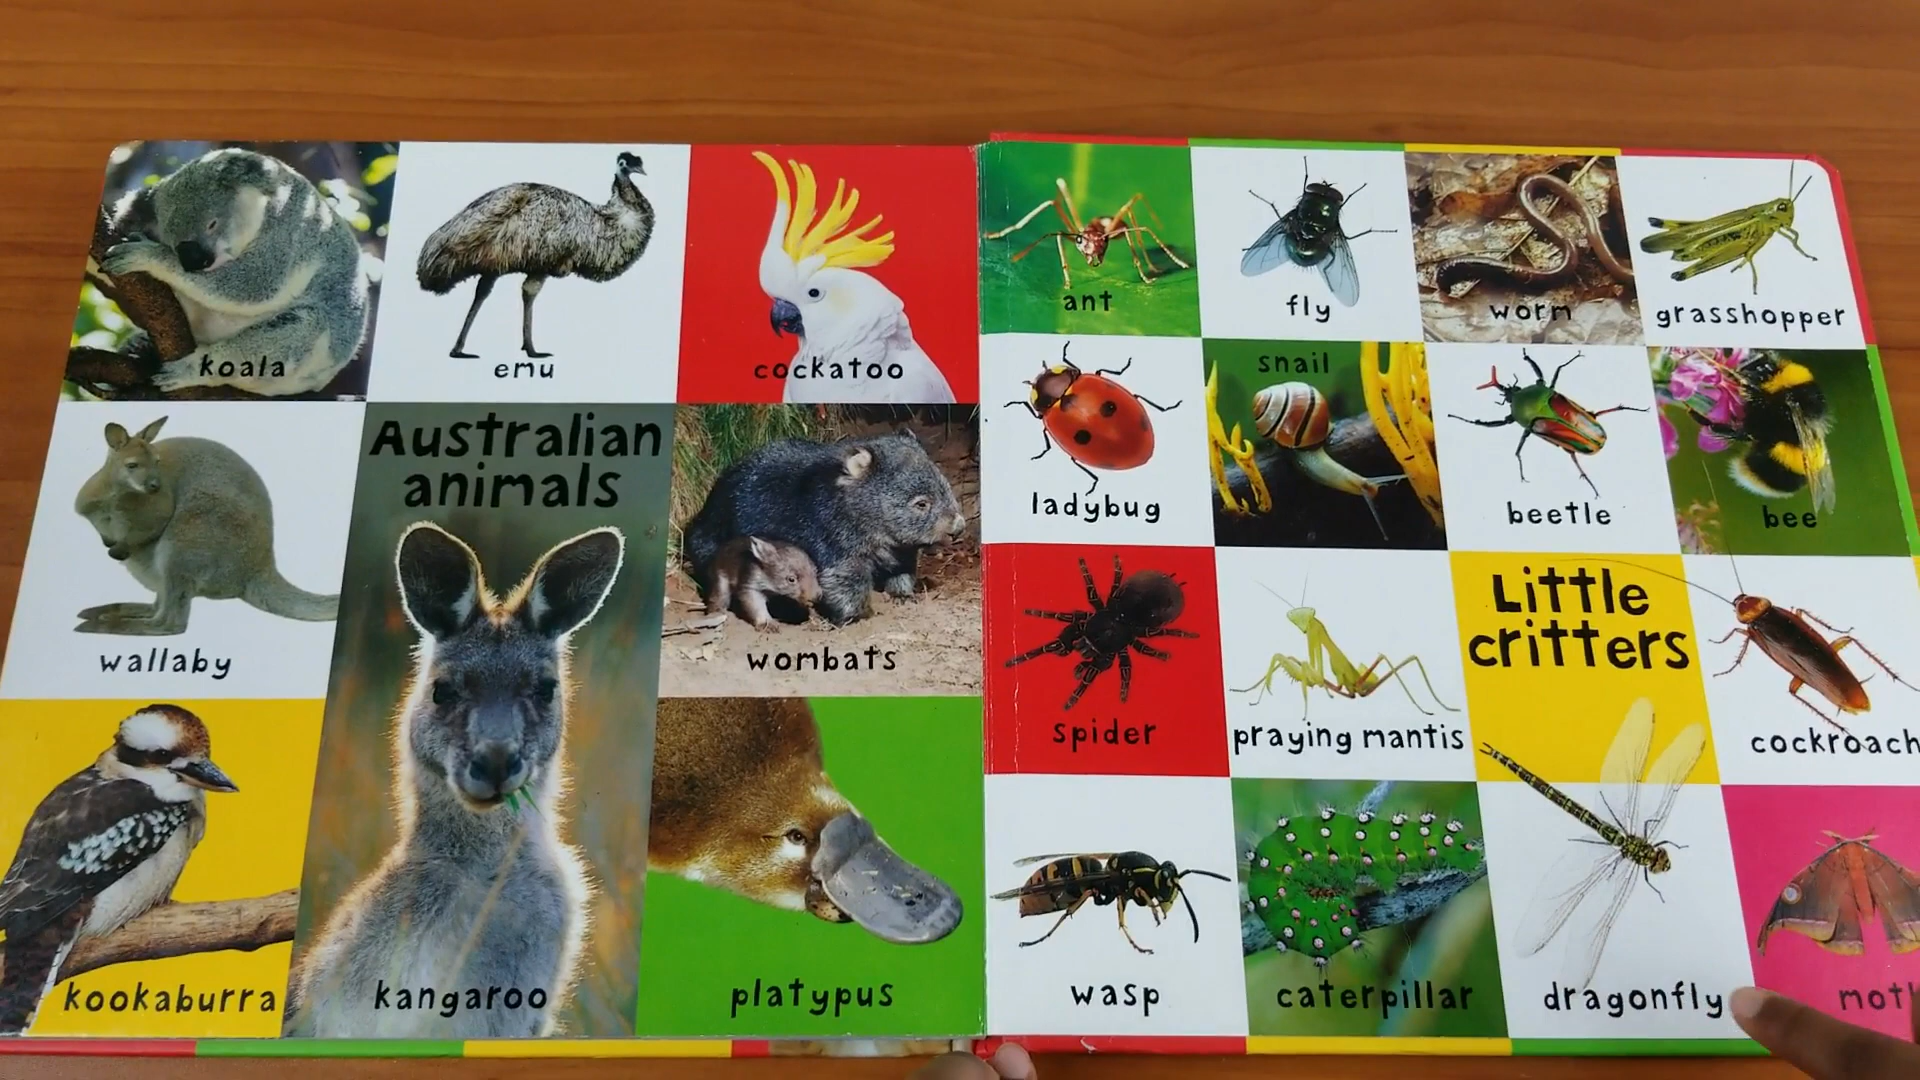 koala
emu
cockatoo
wallaby
Australian
animals
wombats
kookaburra
kangaroo
platypus
ant
fly
worm
grasshopper
ladybug
snail
beetle
bee
spider
praying mantis
Little
critters
cockroach
wasp
caterpillar
dragonfly